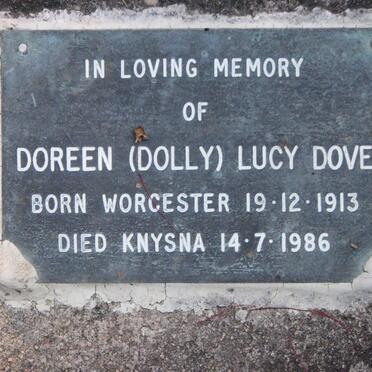 IN LOVING MEMORY
OF
DOREEN (DOLLY) LUCY DOVE
BORN WORCESTER 19·12·1913
DIED KNYSNA 14·7·1986